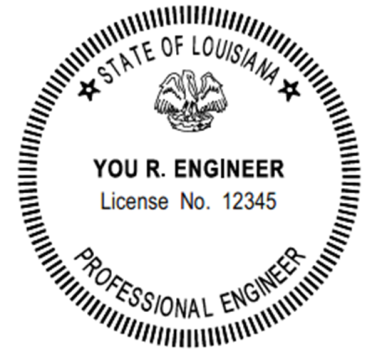 STATE OF LOUISIANA
YOU R. ENGINEER
License No. 12345
PROFESSIONAL ENGINEER